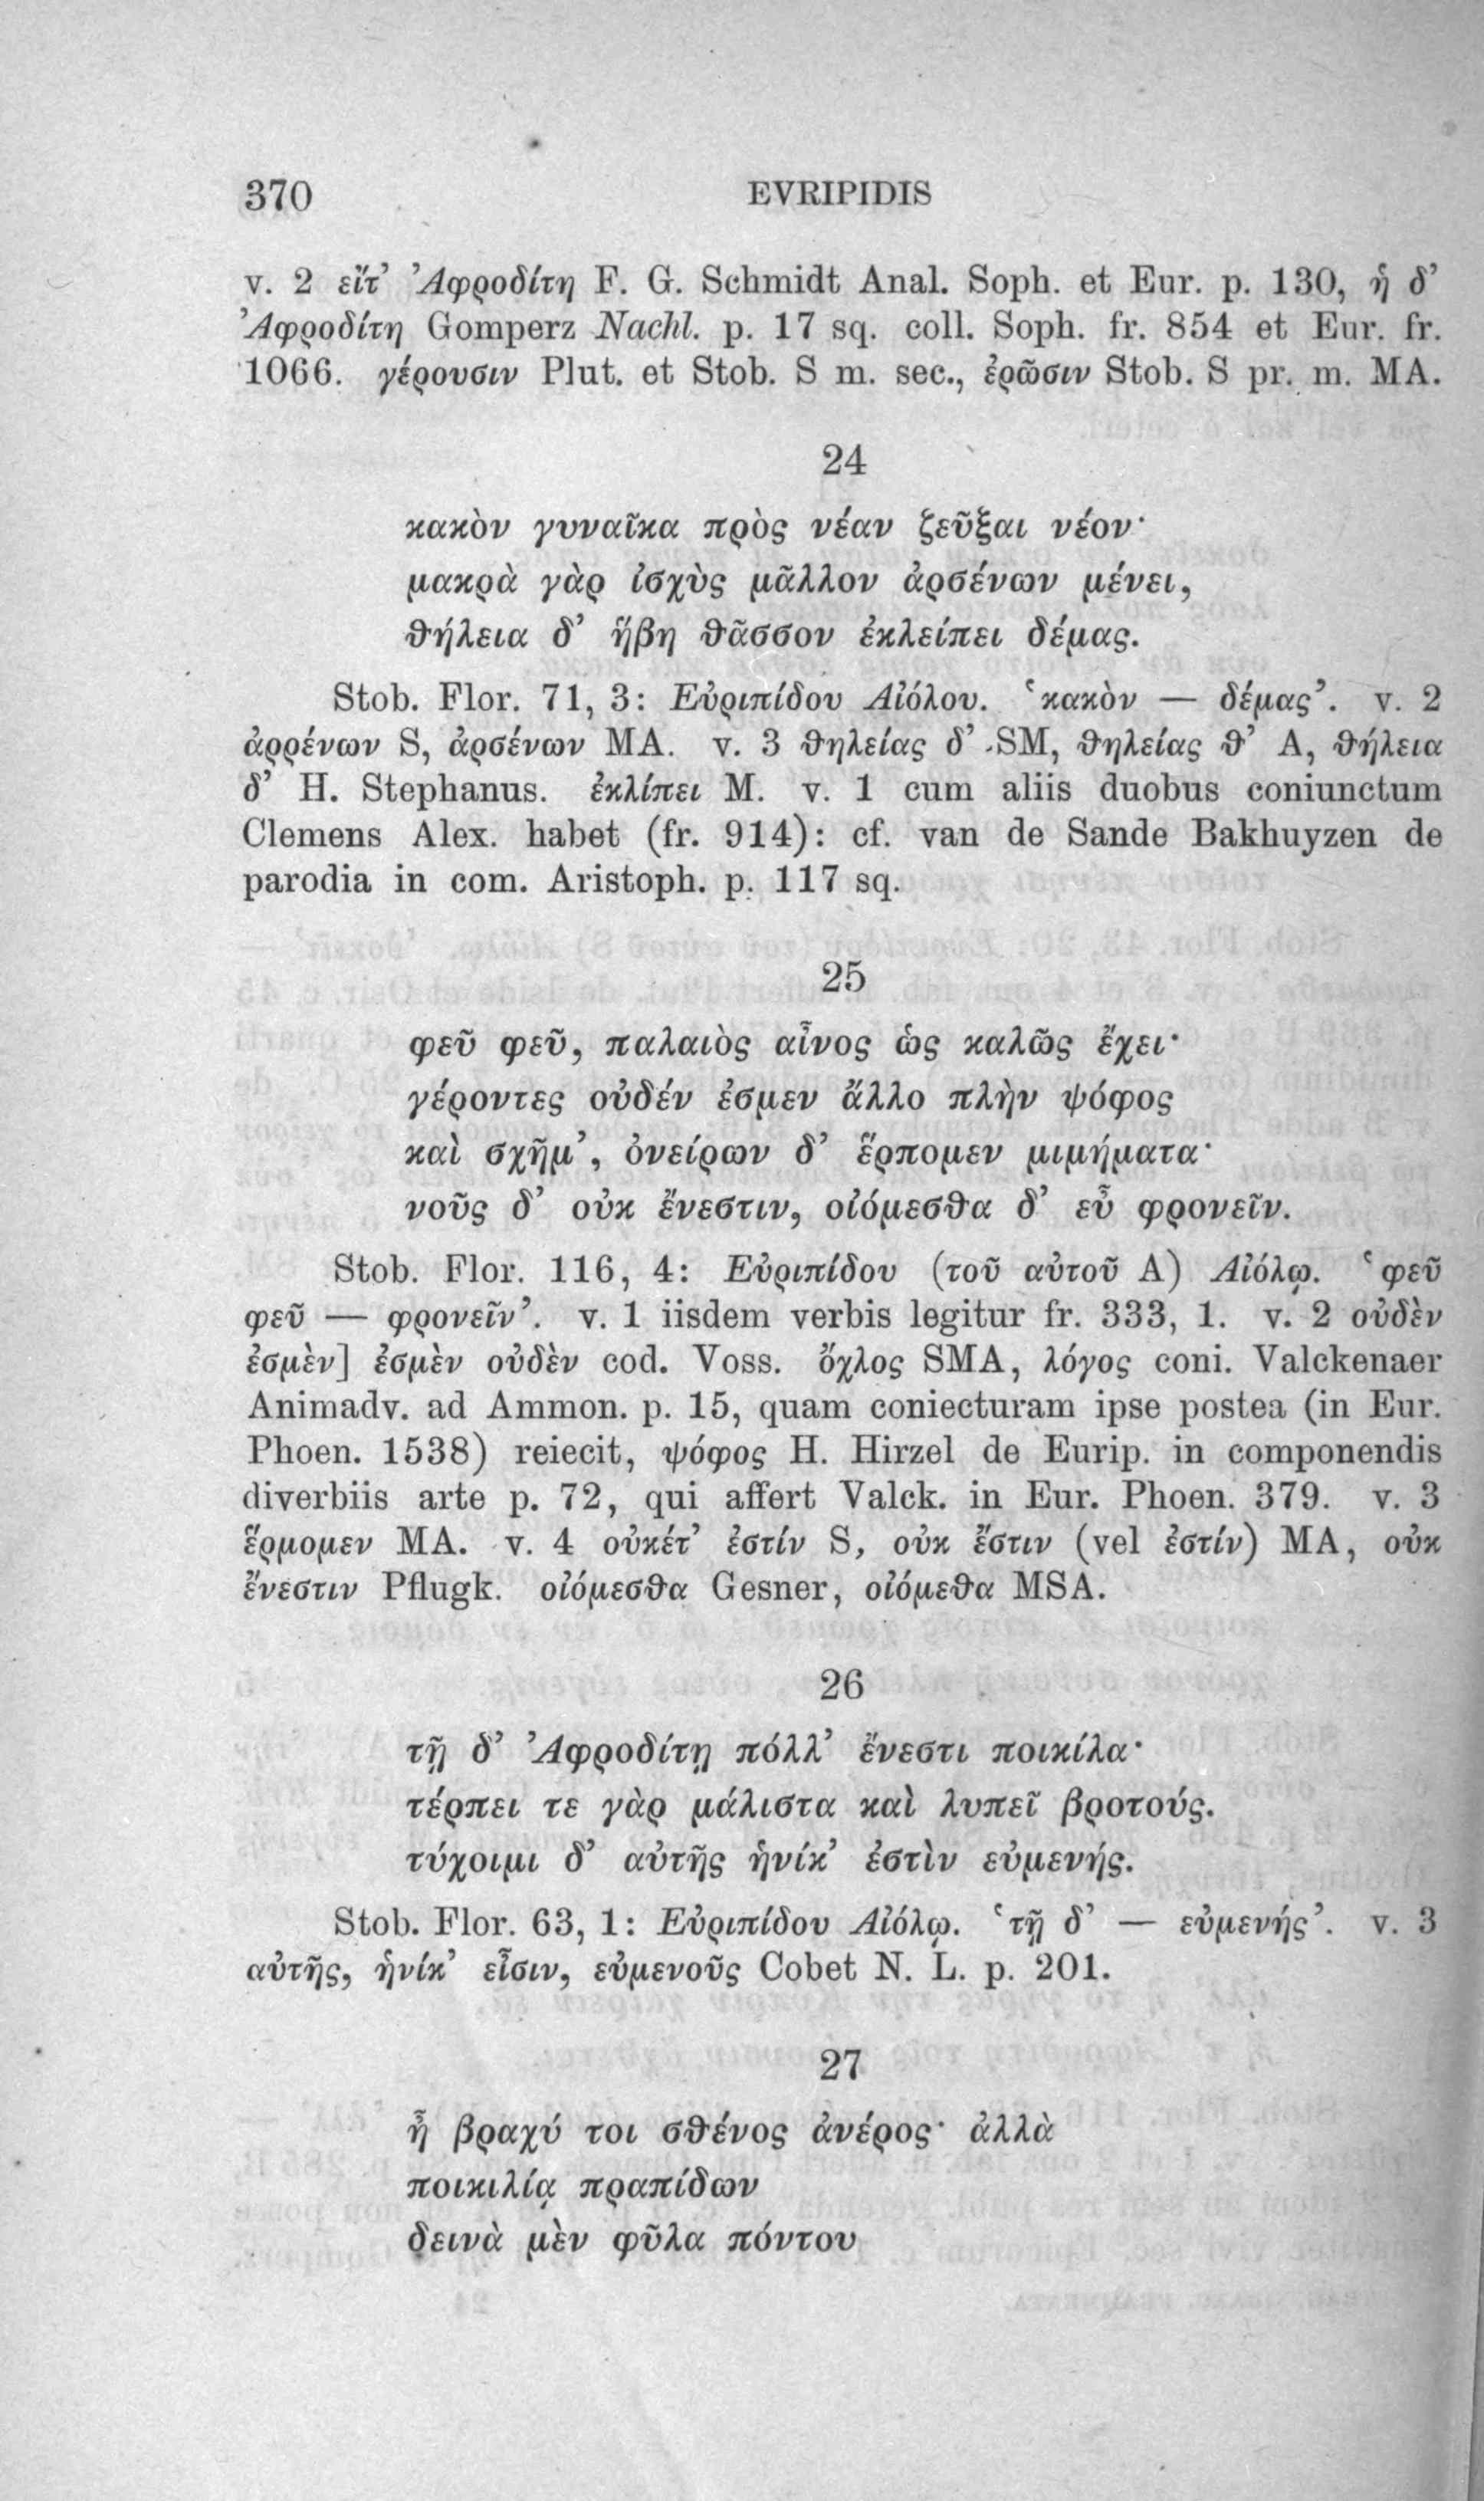 370 EVRIPIDIS
v. 2 εἴτ’ Ἀφροδίτη F. G. Schmidt Anal. Soph. et Eur. p. 130, ἡ δ’
Ἀφροδίτη Gomperz Nachl. p. 17 sq. coll. Soph. fr. 854 et Eur. fr.
1066. γέρουσιν Plut. et Stob. S m. sec., ἐρῶσιν Stob. S pr. m. MA.
24
κακὸν γυναῖκα πρὸς νέαν ζεῦξαι νέον·
μακρὰ γὰρ ἰσχὺς μᾶλλον ἀρσένων μένει,
θήλεια δ’ ἥβη θᾶσσον ἐκλείπει δέμας.
Stob. Flor. 71, 3: Εὐριπίδου Αἰόλου. ‘κακὸν — δέμας’. v. 2
ἀρρένων S, ἀρσένων MA. v. 3 θηλείας δ’ SM, θηλείας θ’ A, θήλεια
δ’ H. Stephanus. ἐκλίπει M. v. 1 cum aliis duobus coniunctum
Clemens Alex. habet (fr. 914): cf. van de Sande Bakhuyzen de
parodia in com. Aristoph. p. 117 sq.
25
φεῦ φεῦ, παλαιὸς αἶνος ὡς καλῶς ἔχει·
γέροντες οὐδέν ἐσμεν ἄλλο πλὴν ψόφος
καὶ σχῆμ’, ὀνείρων δ’ ἕρπομεν μιμήματα·
νοῦς δ’ οὐκ ἔνεστιν, οἰόμεσθα δ’ εὖ φρονεῖν.
Stob. Flor. 116, 4: Εὐριπίδου (τοῦ αὐτοῦ A) Αἰόλῳ. ‘φεῦ
φεῦ — φρονεῖν’. v. 1 iisdem verbis legitur fr. 333, 1. v. 2 οὐδὲν
ἐσμὲν] ἐσμὲν οὐδὲν cod. Voss. ὄχλος SMA, λόγος coni. Valckenaer
Animadv. ad Ammon. p. 15, quam coniecturam ipse postea (in Eur.
Phoen. 1538) reiecit, ψόφος H. Hirzel de Eurip. in componendis
diverbiis arte p. 72, qui affert Valck. in Eur. Phoen. 379. v. 3
ἕρμομεν MA. v. 4 οὐκέτ’ ἐστίν S, οὐκ ἔστιν (vel ἐστίν) MA, οὐκ
ἔνεστιν Pflugk. οἰόμεσθα Gesner, οἰόμεθα MSA.
26
τῇ δ’ Ἀφροδίτῃ πόλλ’ ἔνεστι ποικίλα·
τέρπει τε γὰρ μάλιστα καὶ λυπεῖ βροτούς.
τύχοιμι δ’ αὐτῆς ἡνίκ’ ἐστὶν εὐμενής.
Stob. Flor. 63, 1: Εὐριπίδου Αἰόλῳ. ‘τῇ δ’ — εὐμενής’. v. 3
αὐτῆς, ἡνίκ’ εἶσιν, εὐμενοῦς Cobet N. L. p. 201.
27
ἦ βραχύ τοι σθένος ἀνέρος· ἀλλὰ
ποικιλίᾳ πραπίδων
δεινὰ μὲν φῦλα πόντου